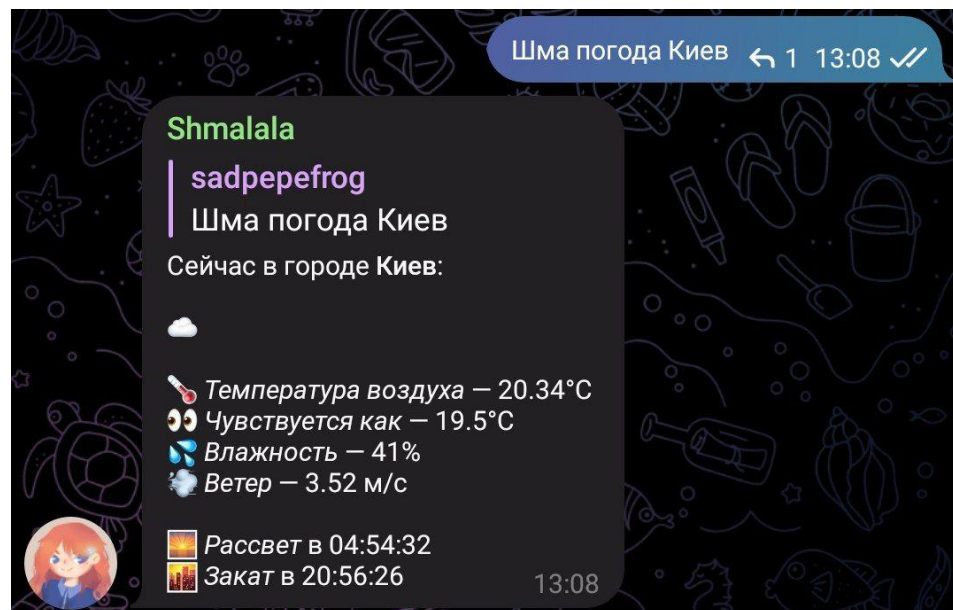 Шма погода Киев 1 13:08
Shmalala
sadpepefrog
Шма погода Киев
Сейчас в городе Киев:
☁️
🌡️ Температура воздуха — 20.34°C
👀 Чувствуется как — 19.5°C
💦 Влажность — 41%
🌬️ Ветер — 3.52 м/с
🌅 Рассвет в 04:54:32
🌇 Закат в 20:56:26
13:08